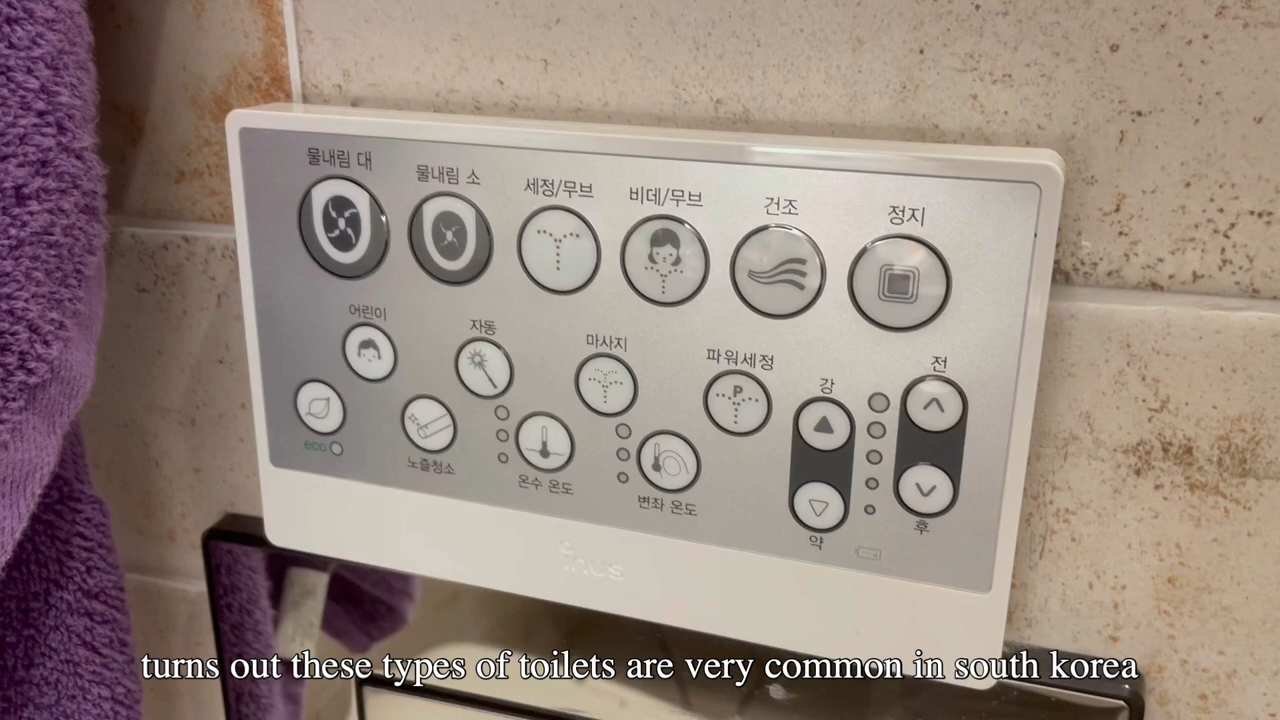 물내림 대
물내림 소
세정/무브
비데/무브
건조
정지
어린이
자동
마사지
파워세정
강
전
P
eco
노즐청소
온수 온도
변좌 온도
약
후
inus
turns out these types of toilets are very common in south korea